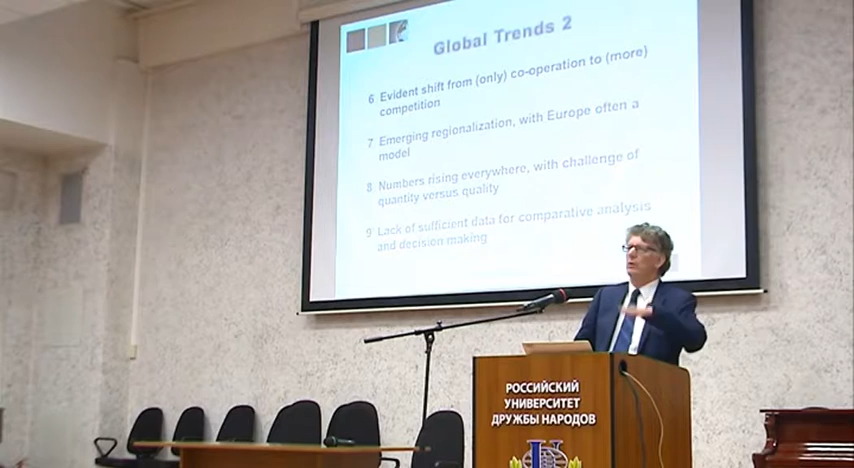 Global Trends 2
6 Evident shift from (only) co-operation to (more)
competition
7 Emerging regionalization, with Europe often a
model
8 Numbers rising everywhere, with challenge of
quantity versus quality
9 Lack of sufficient data for comparative analysis
and decision making
РОССИЙСКИЙ
УНИВЕРСИТЕТ
ДРУЖБЫ НАРОДОВ